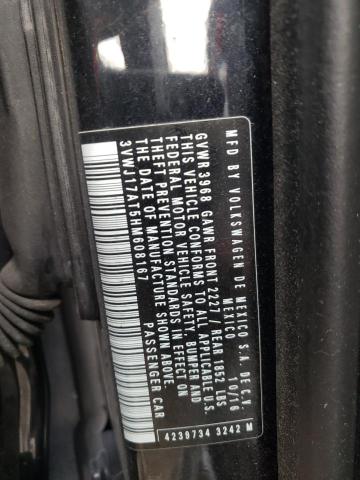 MFD BY VOLKSWAGEN DE MEXICO S.A. DE C.V.
MEXICO 10/16
GVWR 3968 GAWR FRONT 2227 / REAR 1852 LBS
THIS VEHICLE CONFORMS TO ALL APPLICABLE U.S.
FEDERAL MOTOR VEHICLE SAFETY, BUMPER AND
THEFT PREVENTION STANDARDS IN EFFECT ON
THE DATE OF MANUFACTURE SHOWN ABOVE.
3VWJ17AT5HM608167 PASSENGER CAR
4239734 3242 M